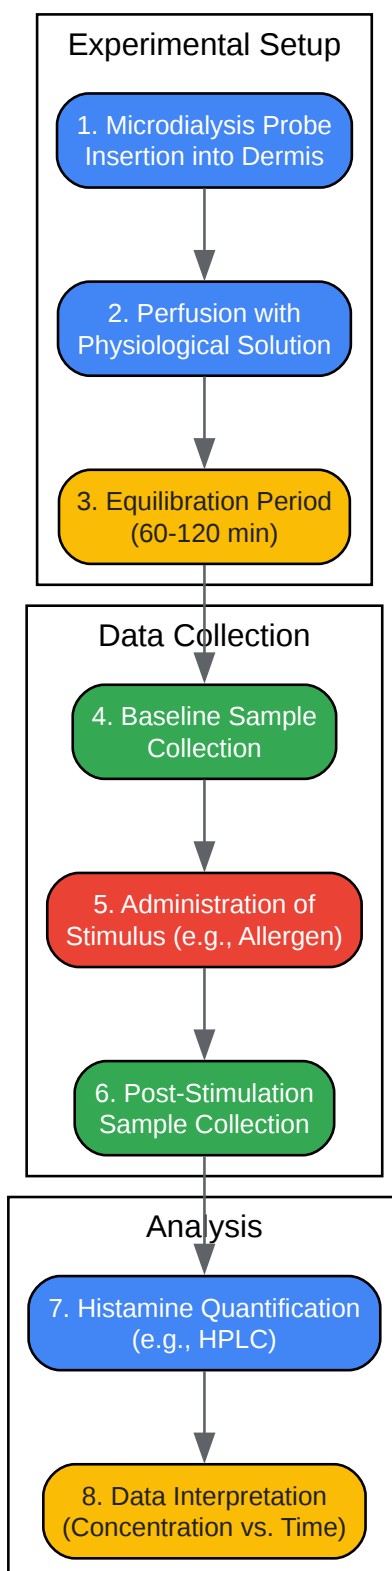 Experimental Setup
1. Microdialysis Probe
Insertion into Dermis
2. Perfusion with
Physiological Solution
3. Equilibration Period
(60-120 min)
Data Collection
4. Baseline Sample
Collection
5. Administration of
Stimulus (e.g., Allergen)
6. Post-Stimulation
Sample Collection
Analysis
7. Histamine Quantification
(e.g., HPLC)
8. Data Interpretation
(Concentration vs. Time)